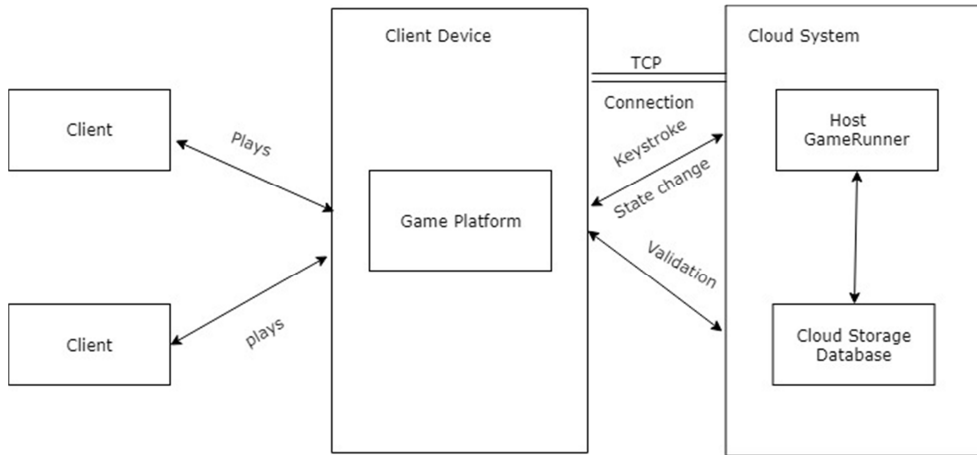 Client Device
Cloud System
TCP
Connection
Client
Plays
Keystroke
State change
Host
GameRunner
Game Platform
Validation
Client
plays
Cloud Storage
Database